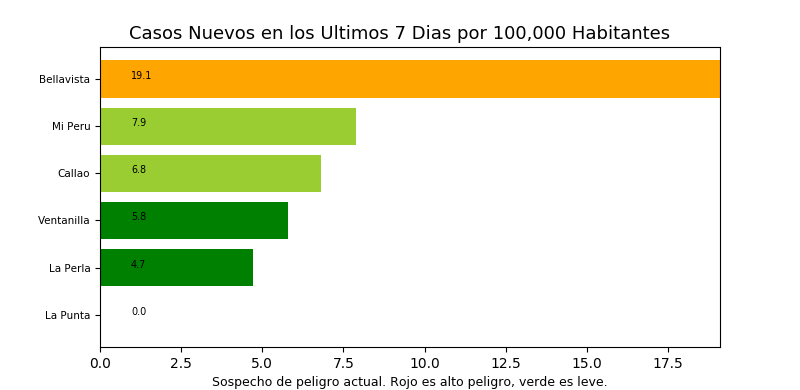 Casos Nuevos en los Ultimos 7 Dias por 100,000 Habitantes
Bellavista 19.1
Mi Peru 7.9
Callao 6.8
Ventanilla 5.8
La Perla 4.7
La Punta 0.0
0.0 2.5 5.0 7.5 10.0 12.5 15.0 17.5
Sospecho de peligro actual. Rojo es alto peligro, verde es leve.